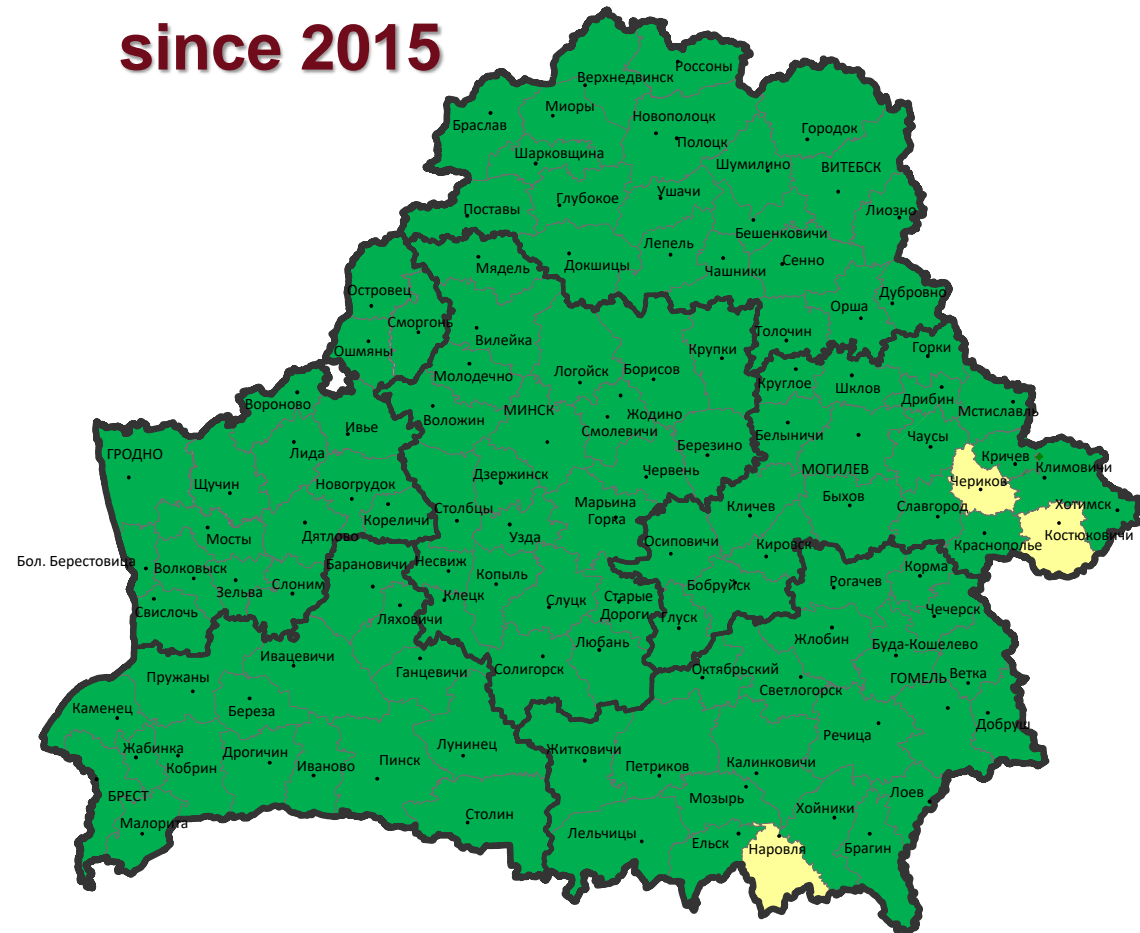 since 2015
Россоны
Верхнедвинск
Миоры
Браслав
Новополоцк
Полоцк
Городок
Шарковщина
Шумилино
ВИТЕБСК
Глубокое
Ушачи
Поставы
Лиозно
Бешенковичи
Лепель
Докшицы
Чашники
Сенно
Мядель
Островец
Дубровно
Орша
Сморгонь
Толочин
Вилейка
Ошмяны
Крупки
Горки
Молодечно
Логойск
Борисов
Круглое
Шклов
Дрибин
Мстиславль
Вороново
Воложин
МИНСК
Жодино
Смолевичи
Ивье
Белыничи
Чаусы
Березино
ГРОДНО
Лида
Кричев
Климовичи
Дзержинск
Червень
МОГИЛЕВ
Чериков
Щучин
Новогрудок
Марьина
Горка
Быхов
Славгород
Хотимск
Столбцы
Кличев
Кореличи
Мосты
Дятлово
Узда
Осиповичи
Кировск
Краснополье
Костюковичи
Бол. Берестовица
Волковыск
Барановичи
Несвиж
Копыль
Корма
Зельва
Слоним
Клецк
Бобруйск
Рогачев
Слуцк
Старые
Дороги
Свислочь
Ляховичи
Глуск
Чечерск
Жлобин
Буда-Кошелево
Любань
Ивацевичи
Ганцевичи
Солигорск
Октябрьский
Светлогорск
ГОМЕЛЬ
Ветка
Пружаны
Каменец
Береза
Добруш
Речица
Жабинка
Кобрин
Дрогичин
Иваново
Пинск
Лунинец
Житковичи
Петриков
Калинковичи
БРЕСТ
Мозырь
Хойники
Лоев
Малорита
Столин
Лельчицы
Ельск
Наровля
Брагин